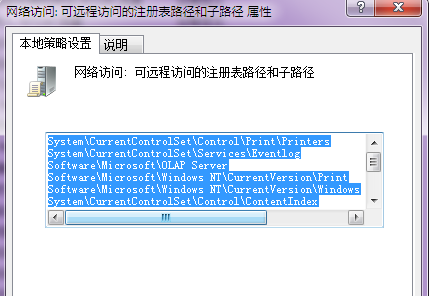 网络访问: 可远程访问的注册表路径和子路径 属性
本地策略设置
说明
网络访问: 可远程访问的注册表路径和子路径
System\CurrentControlSet\Control\Print\Printers
System\CurrentControlSet\Services\Eventlog
Software\Microsoft\OLAP Server
Software\Microsoft\Windows NT\CurrentVersion\Print
Software\Microsoft\Windows NT\CurrentVersion\Windows
System\CurrentControlSet\Control\ContentIndex